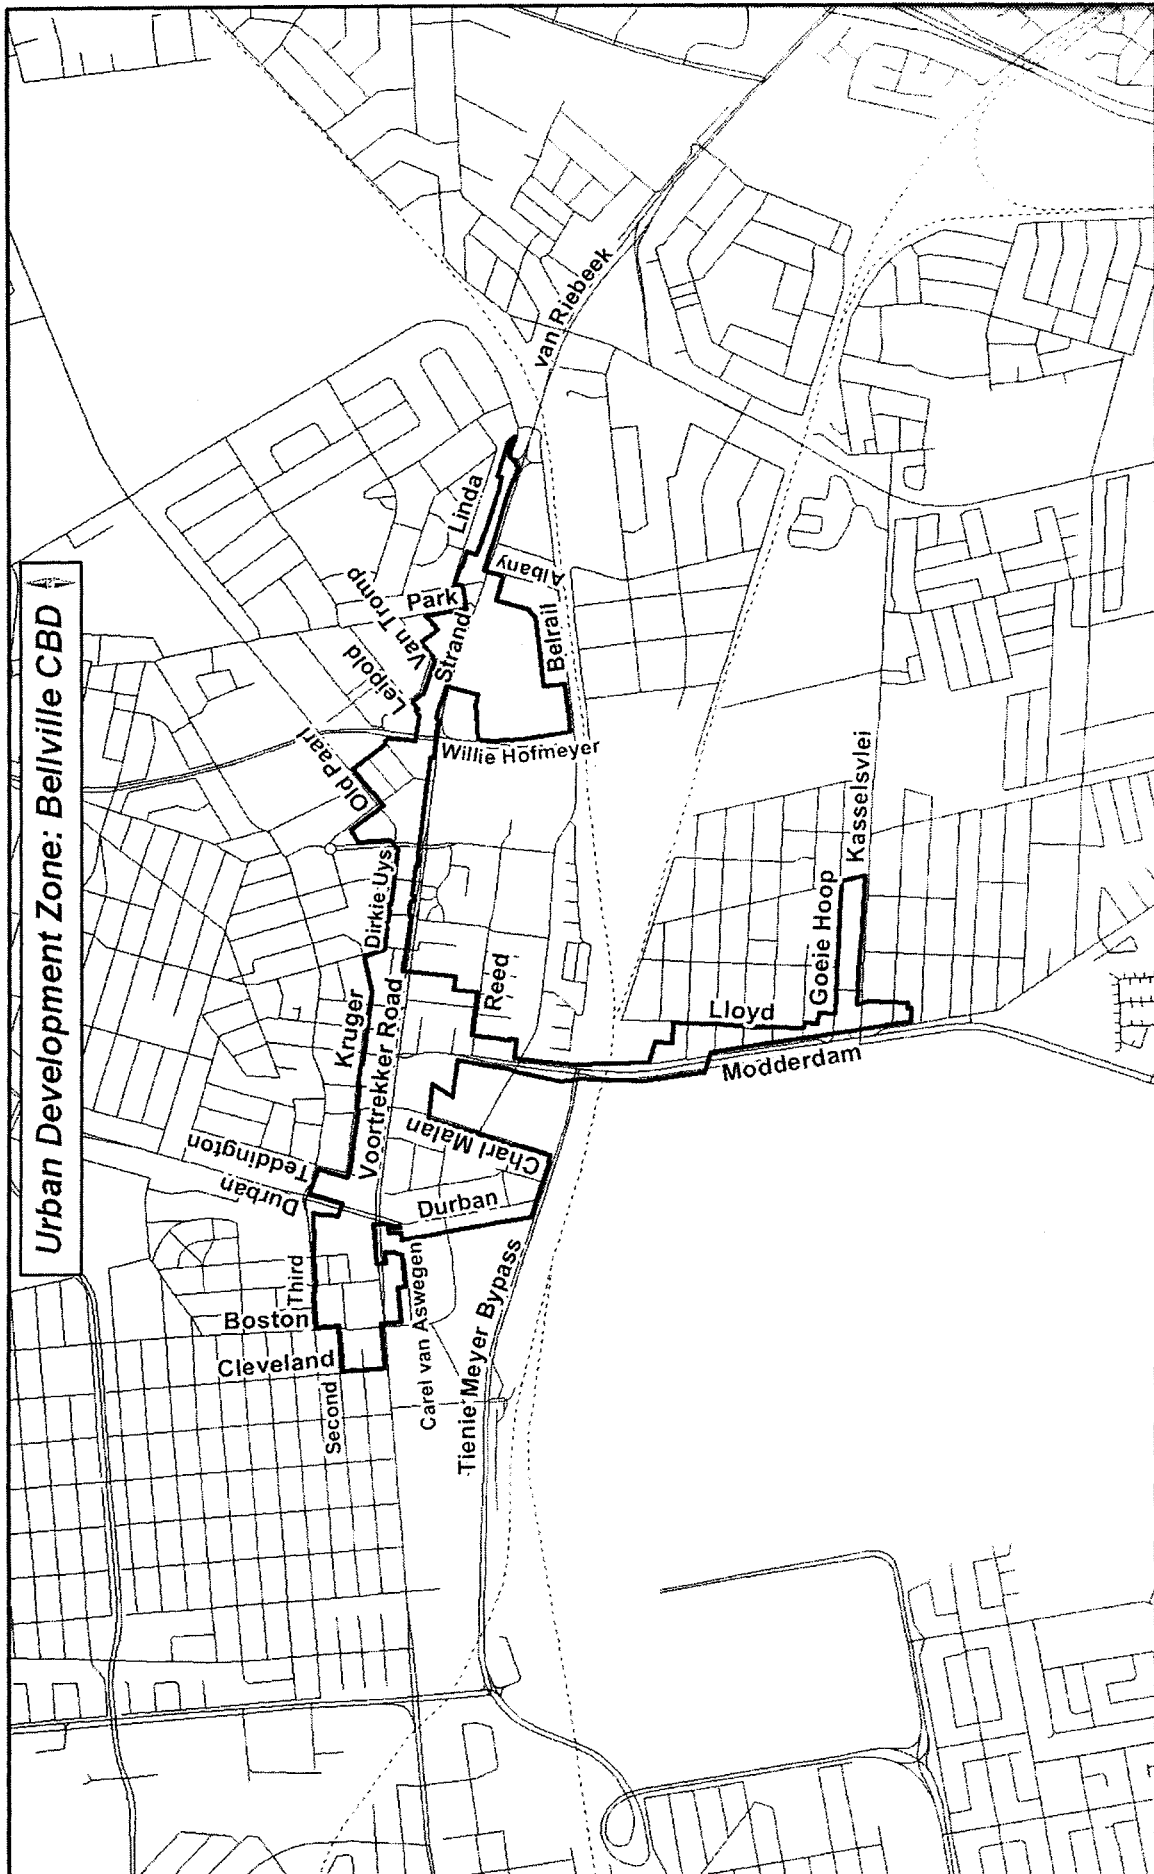 Urban Development Zone: Bellville CBD
Second
Cleveland
Boston
Third
Durban
Teddington
Kruger
Dirkie Uys
Old Paarl
Leipold
Van Tromp
Park
Linda
van Riebeek
Strand
Albany
Belrail
Willie Hofmeyer
Voortrekker Road
Reed
Charl Malan
Durban
Carel van Aswegen
Tienie Meyer Bypass
Modderdam
Lloyd
Goeie Hoop
Kasselsvlei